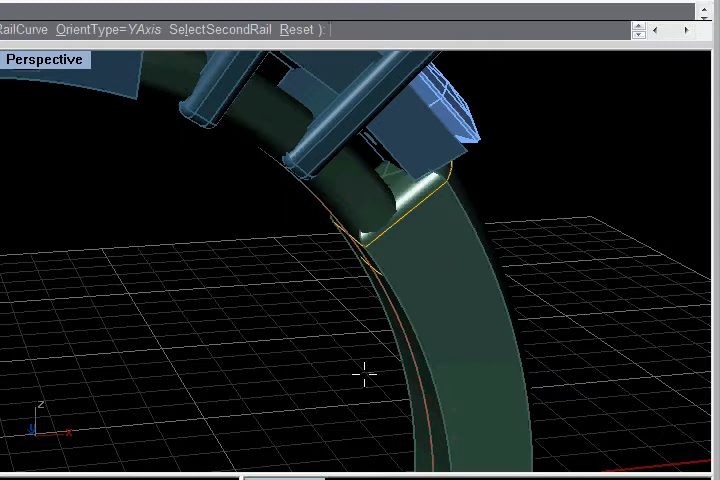 RailCurve OrientType=YAxis SelectSecondRail Reset ):
Perspective
z
x